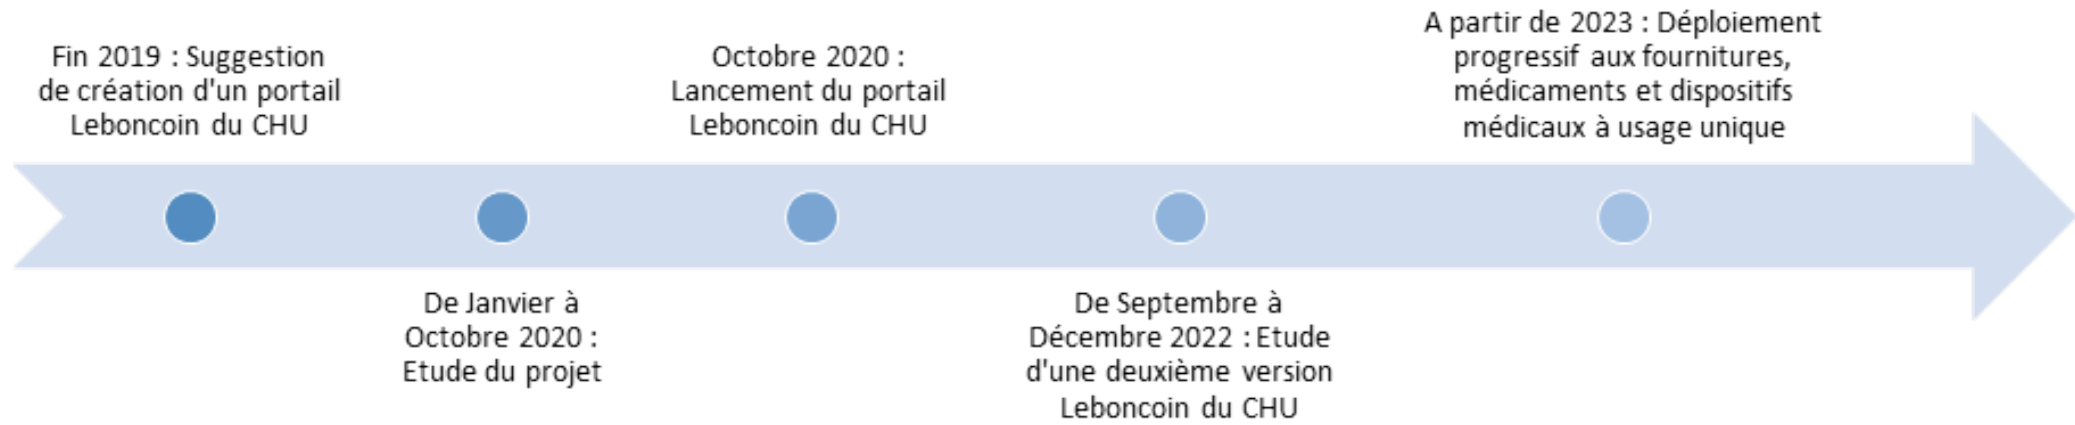 Fin 2019 : Suggestion
de création d'un portail
Leboncoin du CHU
De Janvier à
Octobre 2020 :
Etude du projet
Octobre 2020 :
Lancement du portail
Leboncoin du CHU
De Septembre à
Décembre 2022 : Etude
d'une deuxième version
Leboncoin du CHU
A partir de 2023 : Déploiement
progressif aux fournitures,
médicaments et dispositifs
médicaux à usage unique